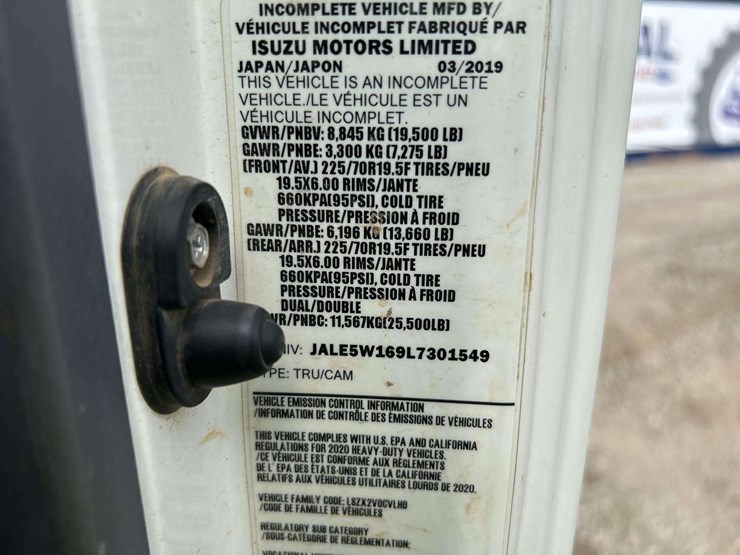 INCOMPLETE VEHICLE MFD BY/
VÉHICULE INCOMPLET FABRIQUÉ PAR
ISUZU MOTORS LIMITED
JAPAN/JAPON 03/2019
THIS VEHICLE IS AN INCOMPLETE
VEHICLE./LE VÉHICULE EST UN
VÉHICULE INCOMPLET.
GVWR/PNBV: 8,845 KG (19,500 LB)
GAWR/PNBE: 3,300 KG (7,275 LB)
(FRONT/AV.) 225/70R19.5F TIRES/PNEU
19.5X6.00 RIMS/JANTE
660KPA(95PSI), COLD TIRE
PRESSURE/PRESSION À FROID
GAWR/PNBE: 6,196 KG (13,660 LB)
(REAR/ARR.) 225/70R19.5F TIRES/PNEU
19.5X6.00 RIMS/JANTE
660KPA(95PSI), COLD TIRE
PRESSURE/PRESSION À FROID
DUAL/DOUBLE
WR/PNBC: 11,567KG(25,500LB)
NIV: JALE5W169L7301549
PE: TRU/CAM
VEHICLE EMISSION CONTROL INFORMATION
/INFORMATION DE CONTRÔLE DES ÉMISSIONS DE VÉHICULES
THIS VEHICLE COMPLIES WITH U.S. EPA AND CALIFORNIA
REGULATIONS FOR 2020 HEAVY-DUTY VEHICLES.
/CE VÉHICULE EST CONFORME AUX RÈGLEMENTS
DE L' EPA DES ÉTATS-UNIS ET DE LA CALIFORNIE
RELATIFS AUX VÉHICULES UTILITAIRES LOURDS DE 2020.
VEHICLE FAMILY CODE: LSZX2VOCVLHD
/CODE DE FAMILLE DE VÉHICULES
REGULATORY SUB CATEGORY
/SOUS-CATÉGORIE DE RÉGLEMENTATION:
AL